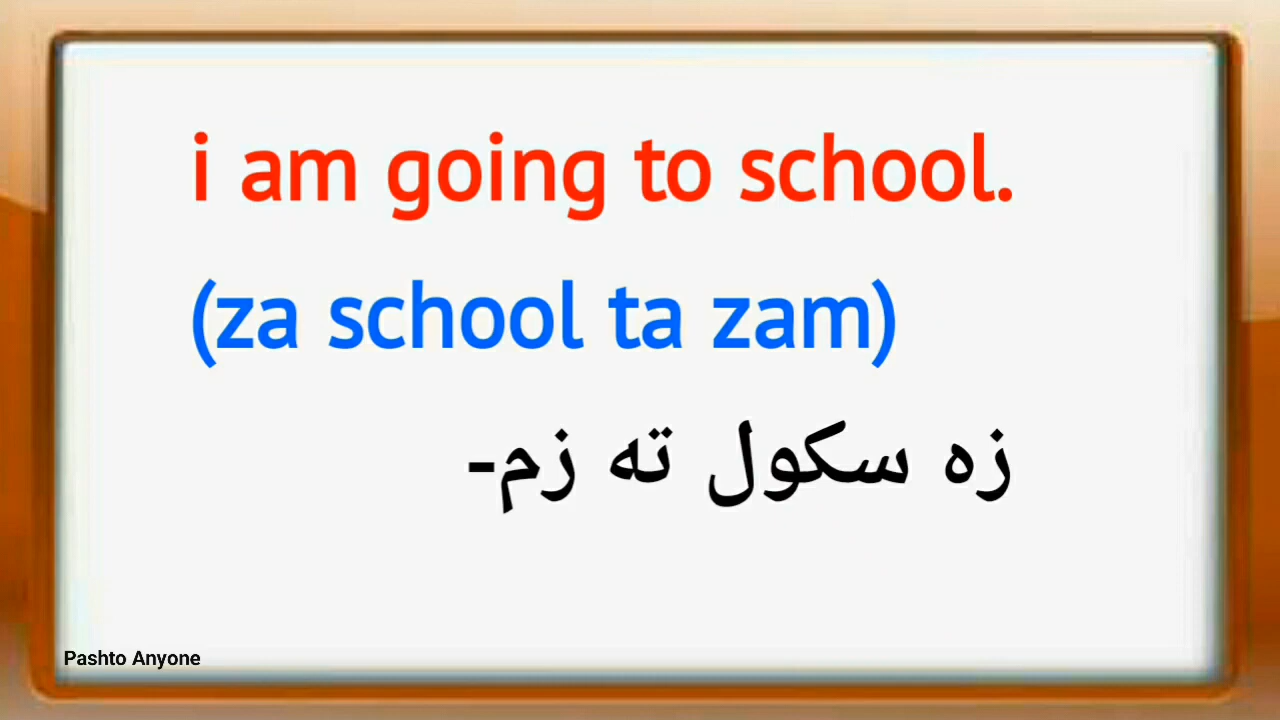 i am going to school.
(za school ta zam)
زه سکول ته زم-
Pashto Anyone